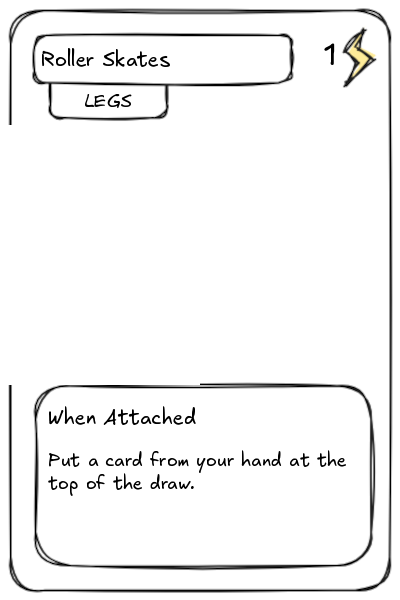 Roller Skates
1
LEGS
When Attached
Put a card from your hand at the
top of the draw.